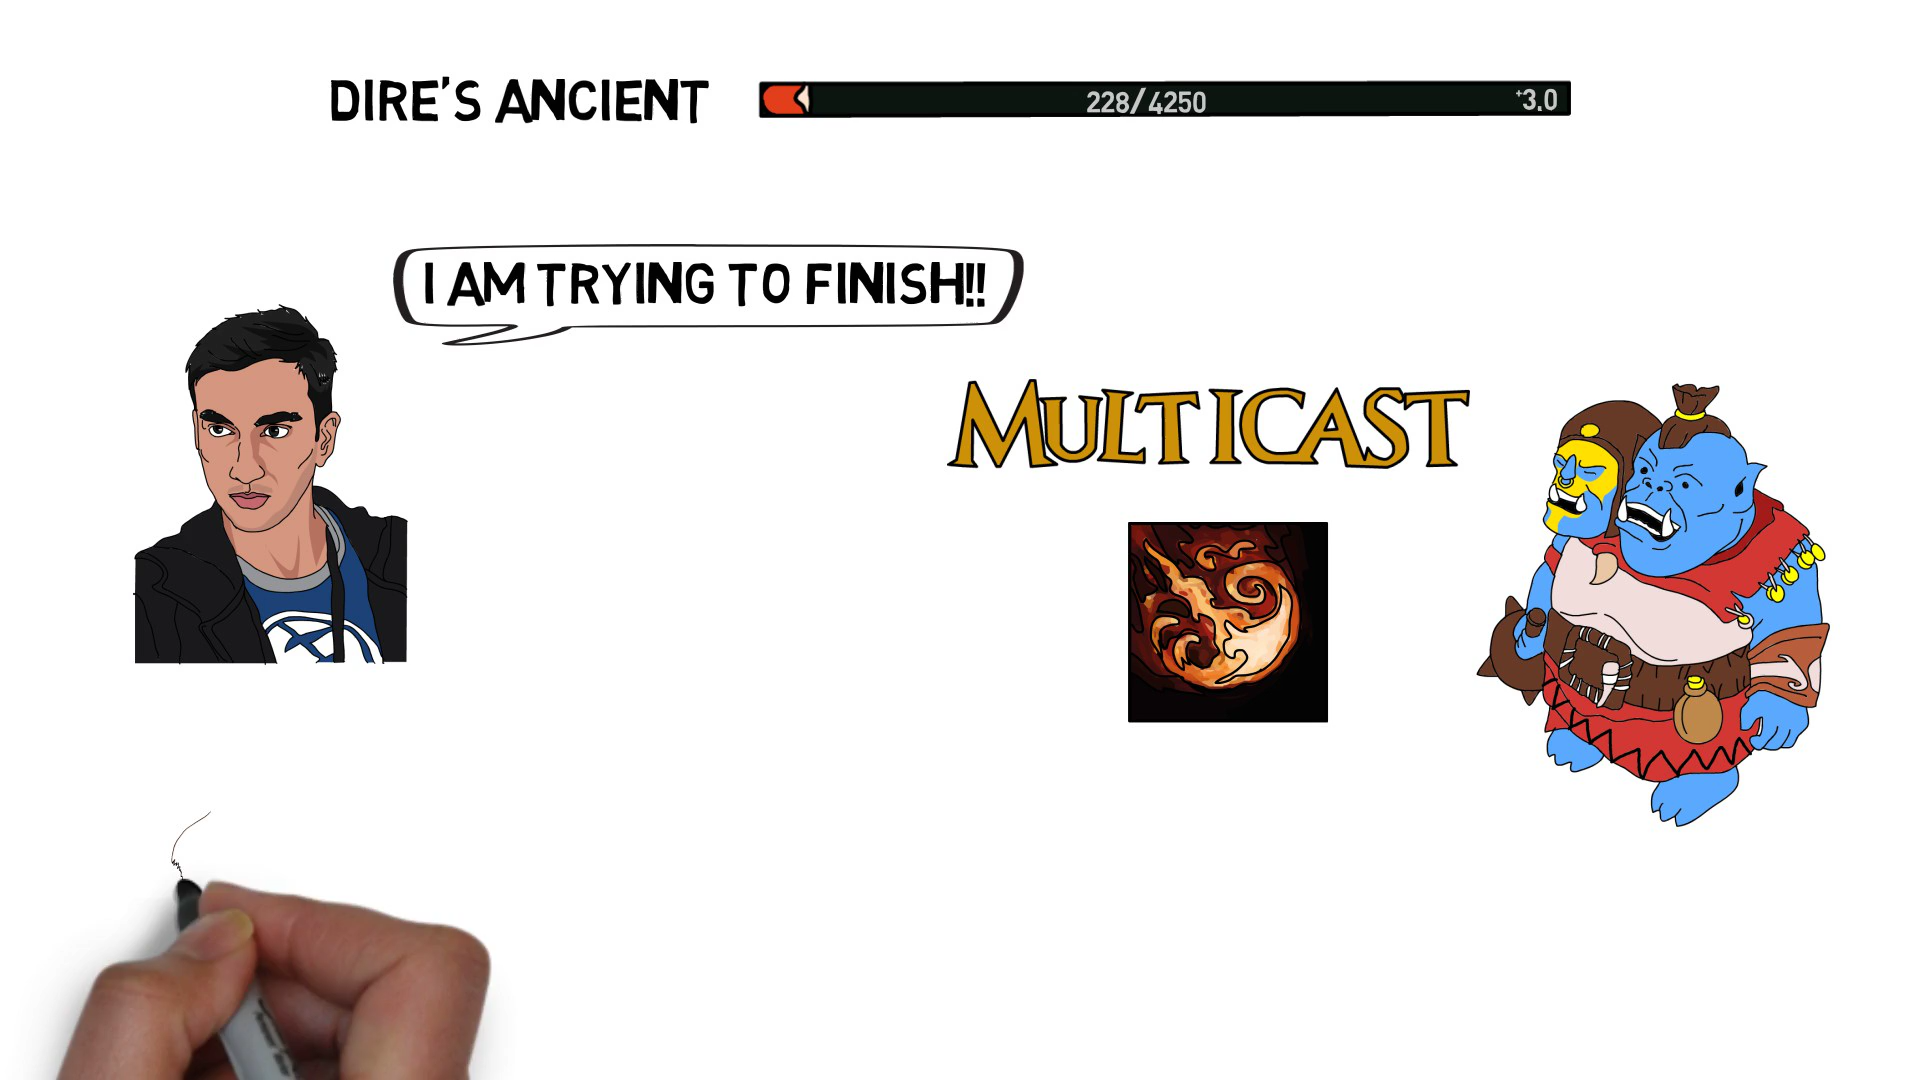 DIRE'S ANCIENT
228/4250
+3.0
I AM TRYING TO FINISH!!
MULTICAST